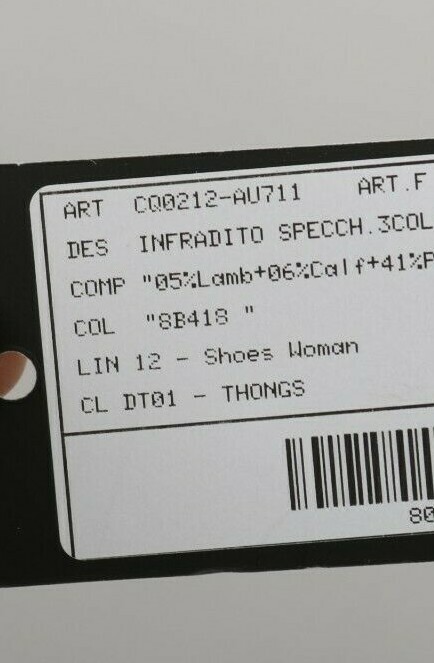 ART CQ0212-AU711 ART.F
DES INFRADITO SPECCH.3COL
COMP "05%Lamb+06%Calf+41%P
COL "8B418 "
LIN 12 - Shoes Woman
CL DT01 - THONGS
80